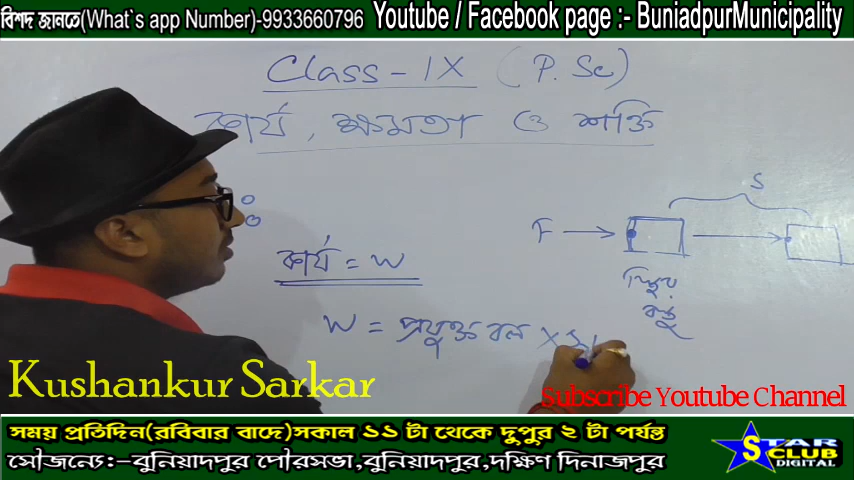 বিশদ জানতে(What`s app Number)-9933660796 Youtube / Facebook page :- BuniadpurMunicipality
Class - IX (P. Sc)
কার্য, ক্ষমতা ও শক্তি
S
F
কার্য = W
স্থির
বস্তু
W = প্রযুক্ত বল ×
Kushankur Sarkar
Subscribe Youtube Channel
সময় প্রতিদিন(রবিবার বাদে)সকাল ১১ টা থেকে দুপুর ২ টা পর্যন্ত
সৌজন্যে:-বুনিয়াদপুর পৌরসভা,বুনিয়াদপুর,দক্ষিণ দিনাজপুর
STAR
CLUB
DIGITAL